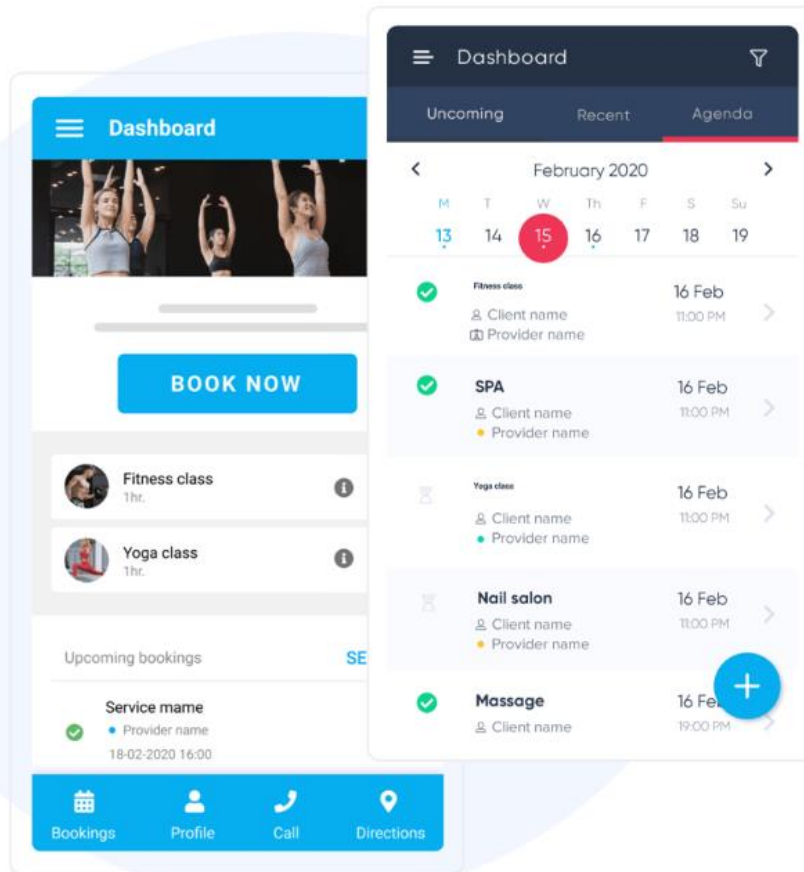 Dashboard
BOOK NOW
Fitness class
1hr.
Yoga class
1hr.
Upcoming bookings
SE
Service mame
Provider name
18-02-2020 16:00
Bookings Profile Call Directions
Dashboard
Uncoming Recent Agenda
February 2020
M T W Th F S Su
13 14 15 16 17 18 19
Fitness class 16 Feb
Client name 11:00 PM
Provider name
SPA 16 Feb
Client name 11:00 PM
Provider name
Yoga class 16 Feb
Client name 11:00 PM
Provider name
Nail salon 16 Feb
Client name 11:00 PM
Provider name
Massage 16 Fe
Client name 19:00 PM